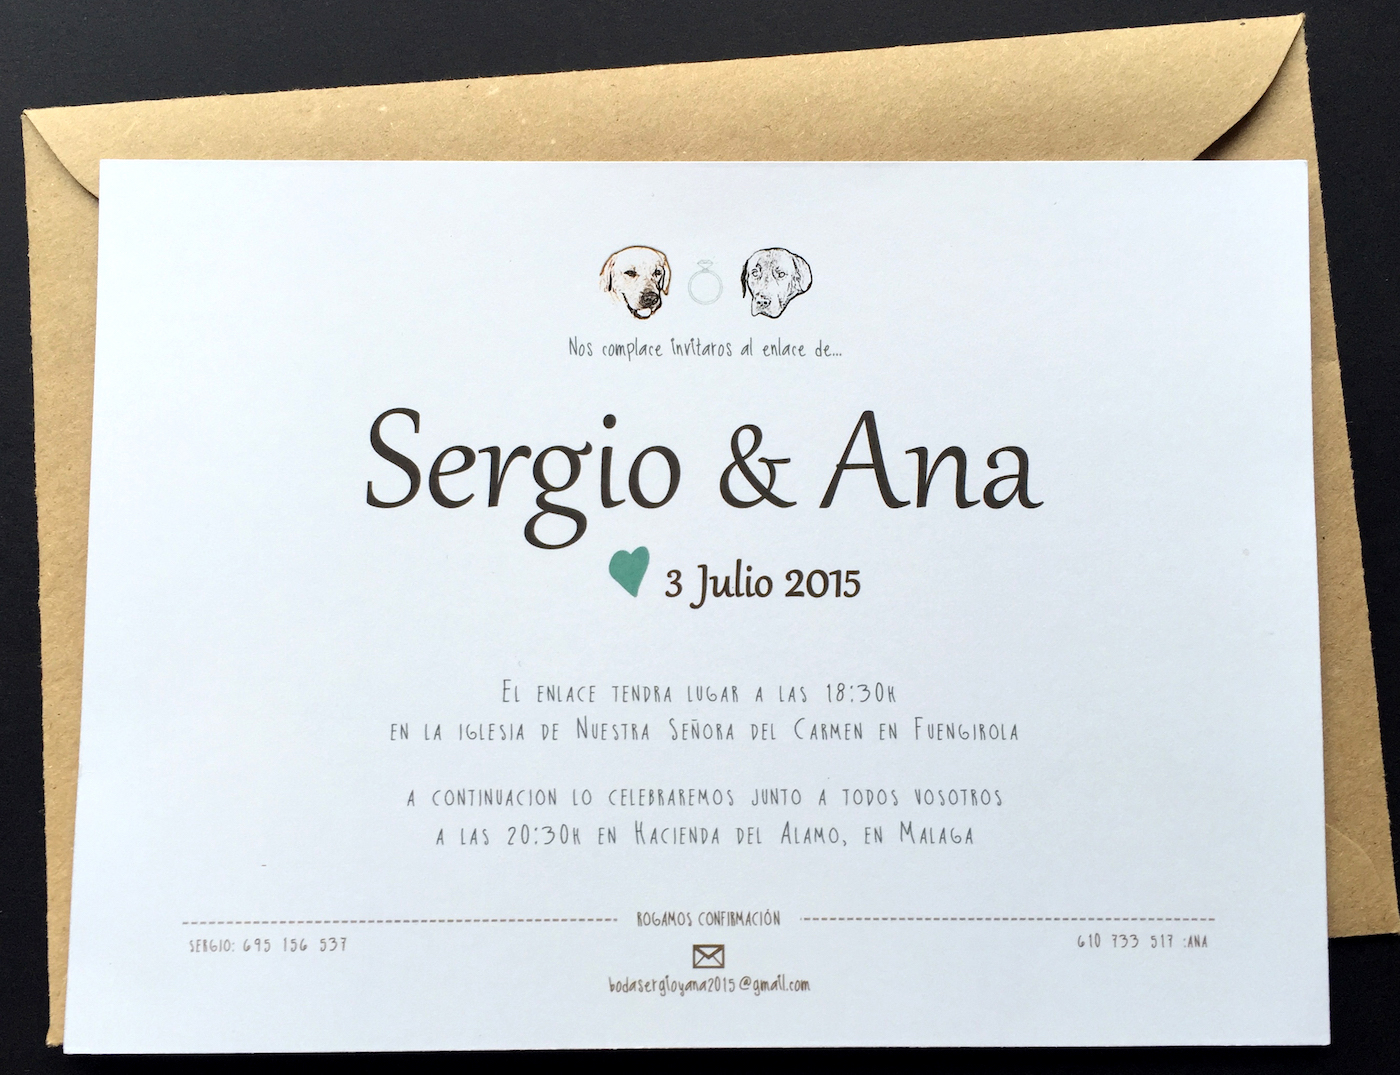 Nos complace invitaros al enlace de...
Sergio & Ana
3 Julio 2015
El enlace tendra lugar a las 18:30h
en la iglesia de Nuestra Señora del Carmen en Fuengirola
a continuacion lo celebraremos junto a todos vosotros
a las 20:30h en Hacienda del Alamo, en Malaga
ROGAMOS CONFIRMACIÓN
SERGIO: 695 156 537
610 733 517 :ANA
bodasergioyana2015@gmail.com